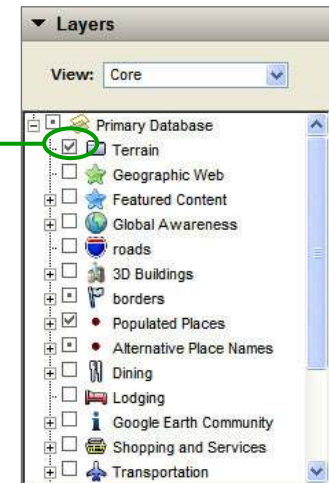 Layers
View: Core
Primary Database
Terrain
Geographic Web
Featured Content
Global Awareness
roads
3D Buildings
borders
Populated Places
Alternative Place Names
Dining
Lodging
Google Earth Community
Shopping and Services
Transportation